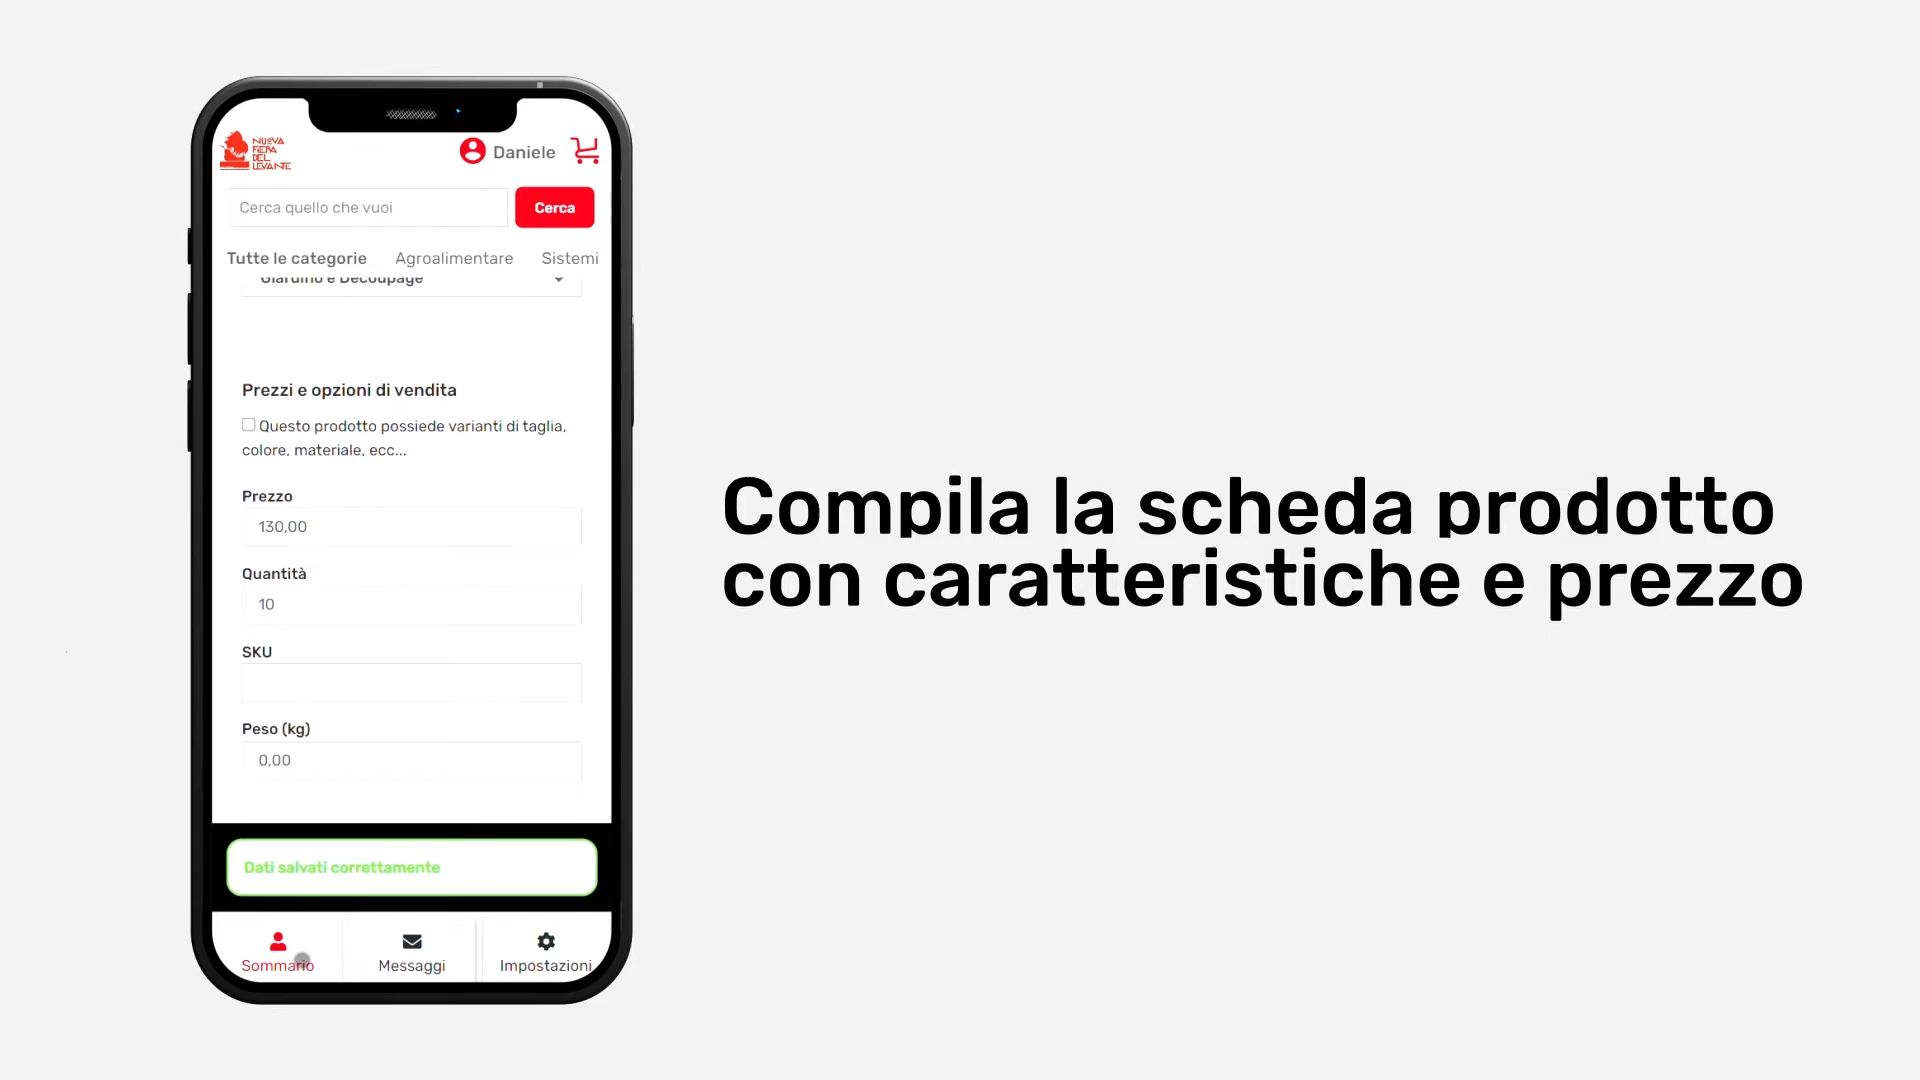 NUOVA
FIERA
DEL
LEVANTE
Daniele
Cerca quello che vuoi
Cerca
Tutte le categorie
Agroalimentare
Sistemi
Giardino e Decoupage
Prezzi e opzioni di vendita
Questo prodotto possiede varianti di taglia,
colore, materiale, ecc...
Prezzo
130,00
Quantità
10
SKU
Peso (kg)
0,00
Dati salvati correttamente
Sommario
Messaggi
Impostazioni
Compila la scheda prodotto
con caratteristiche e prezzo